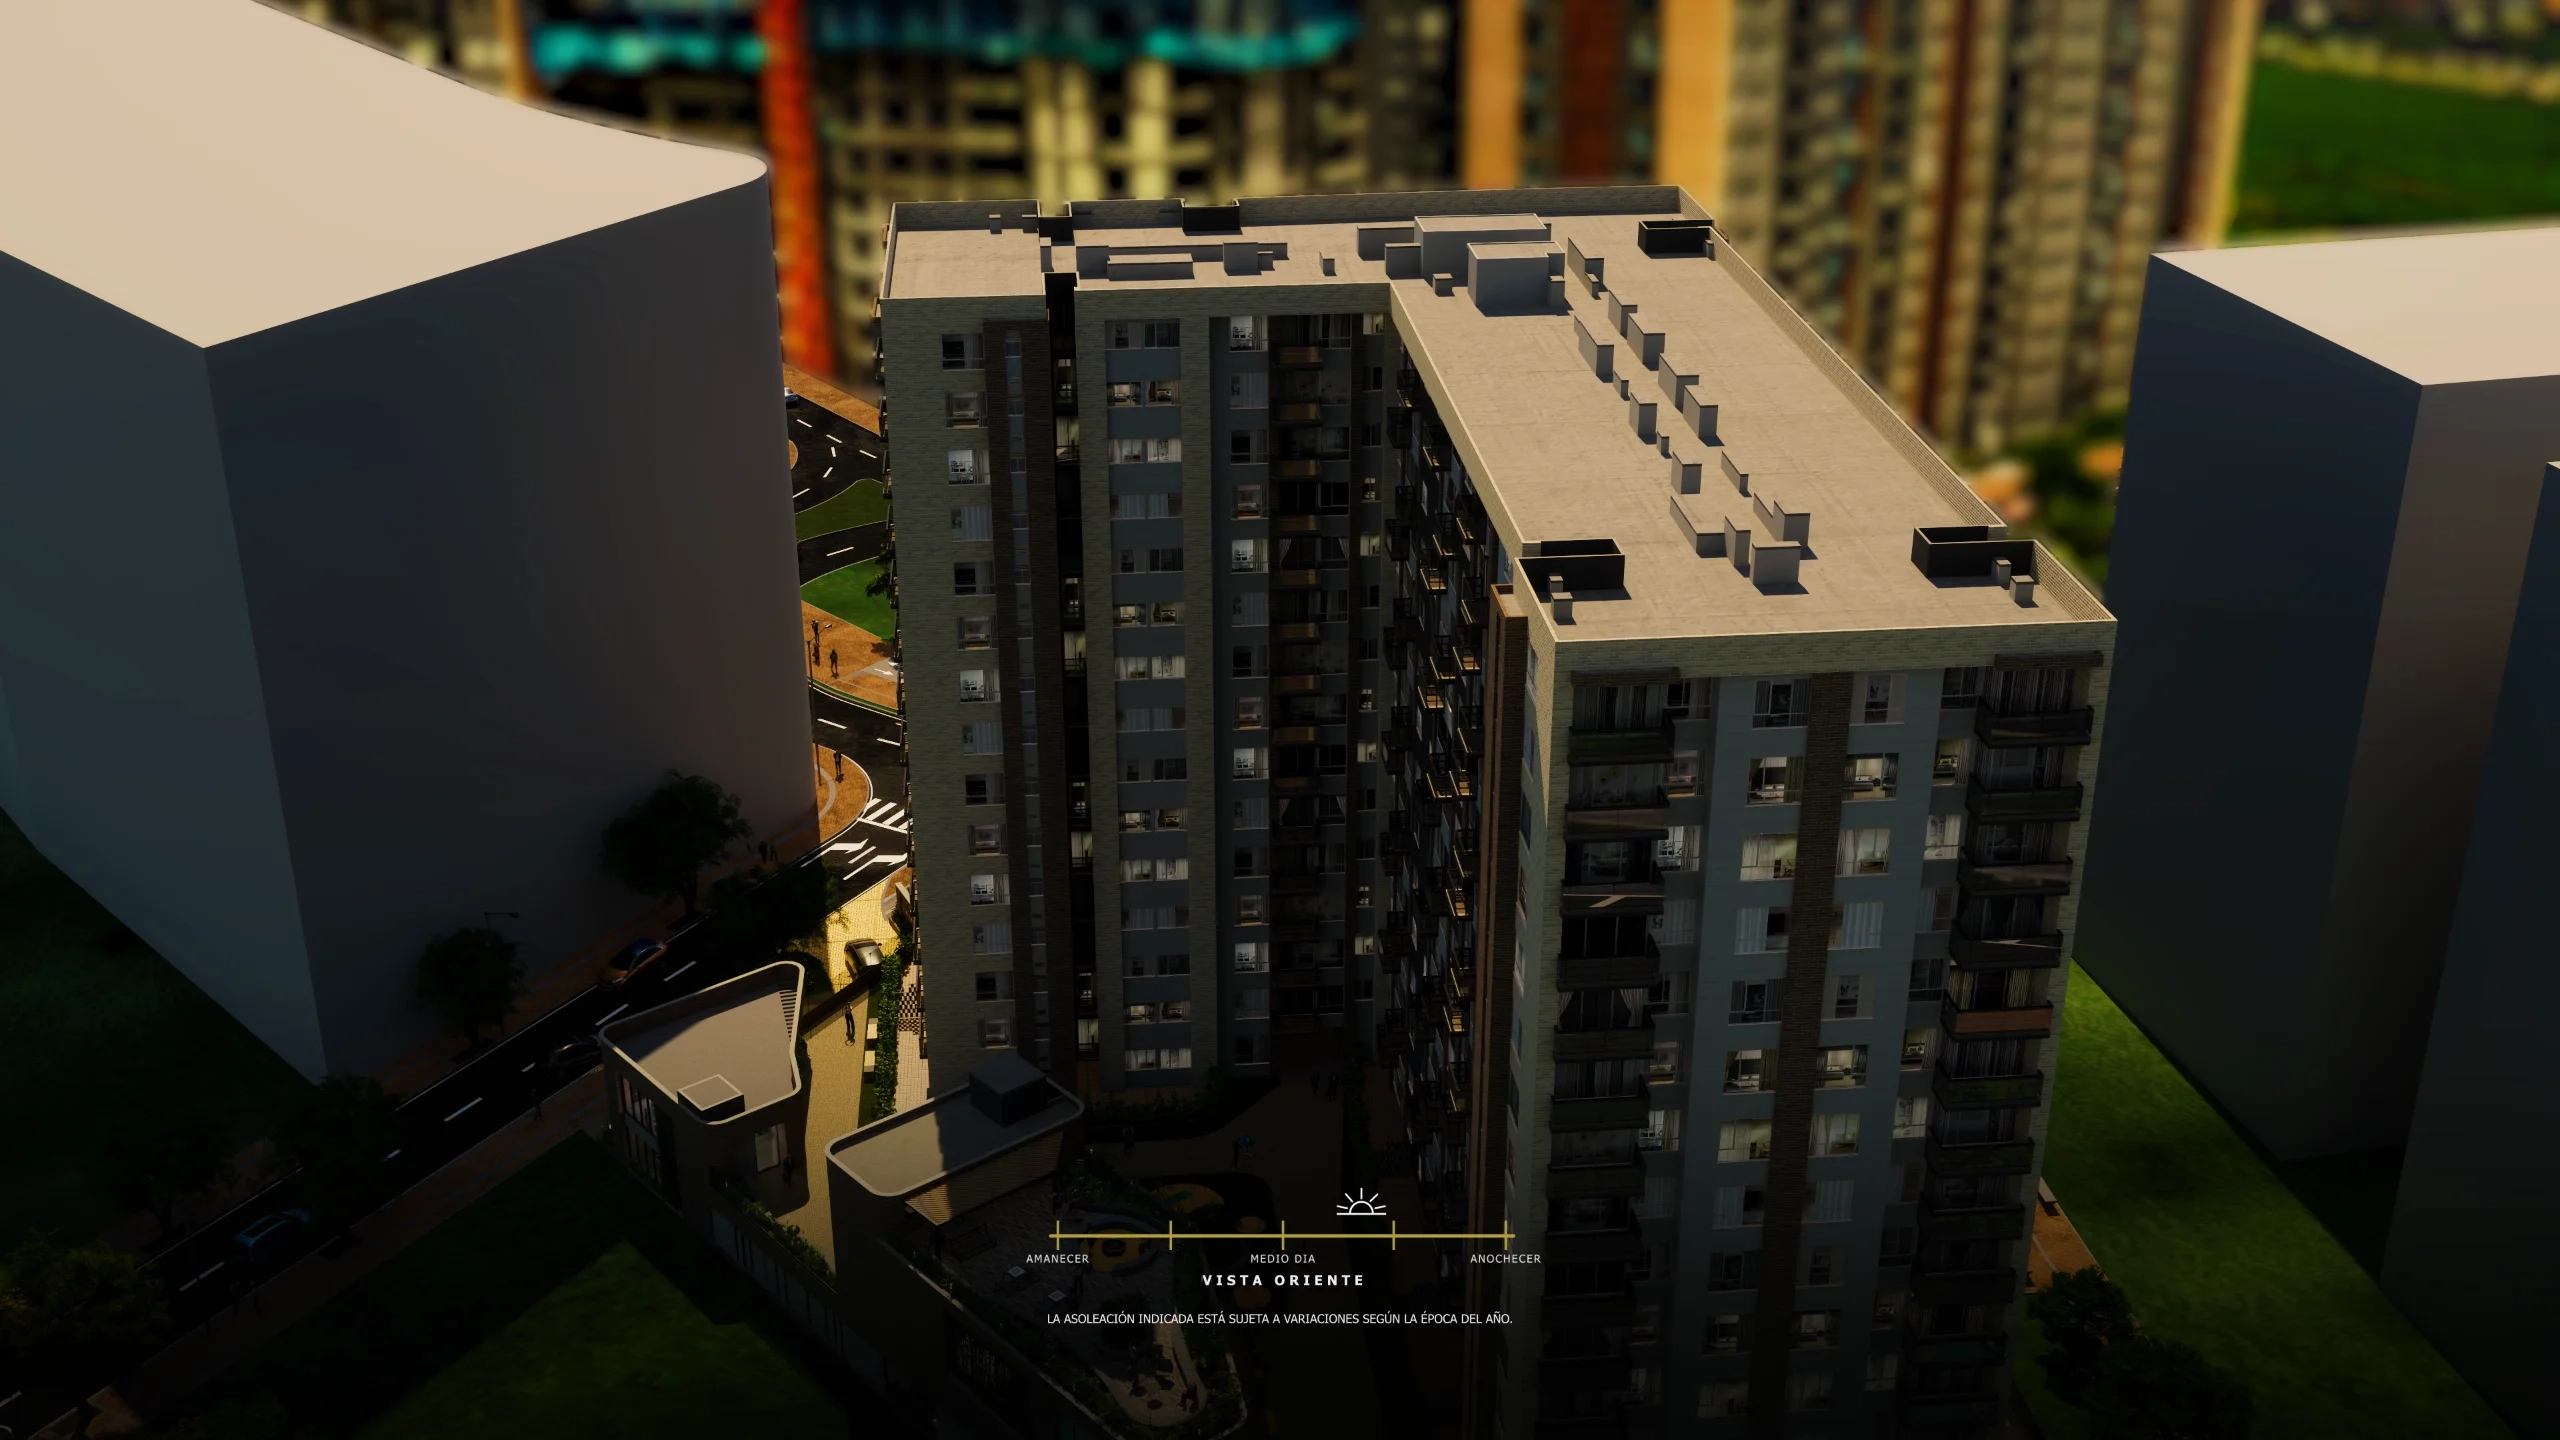 AMANECER MEDIO DIA ANOCHECER
VISTA ORIENTE
LA ASOLEACIÓN INDICADA ESTÁ SUJETA A VARIACIONES SEGÚN LA ÉPOCA DEL AÑO.